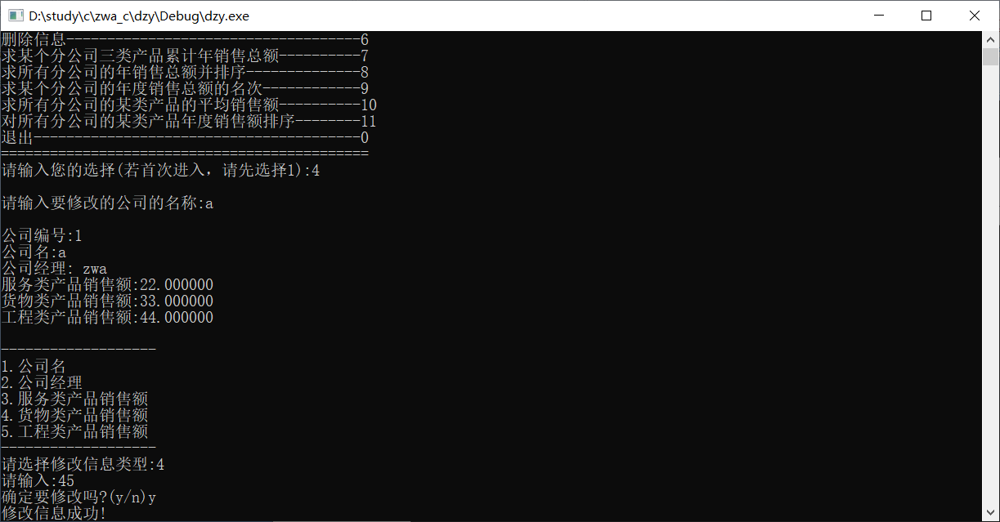 D:\study\c\zwa_c\dzy\Debug\dzy.exe
删除信息------------------------------------6
求某个分公司三类产品累计年销售总额----------7
求所有分公司的年销售总额并排序--------------8
求某个分公司的年度销售总额的名次------------9
求所有分公司的某类产品的平均销售额----------10
对所有分公司的某类产品年度销售额排序--------11
退出----------------------------------------0
=============================================
请输入您的选择(若首次进入，请先选择1):4
请输入要修改的公司的名称:a
公司编号:1
公司名:a
公司经理: zwa
服务类产品销售额:22.000000
货物类产品销售额:33.000000
工程类产品销售额:44.000000
-------------------
1.公司名
2.公司经理
3.服务类产品销售额
4.货物类产品销售额
5.工程类产品销售额
-------------------
请选择修改信息类型:4
请输入:45
确定要修改吗?(y/n)y
修改信息成功!